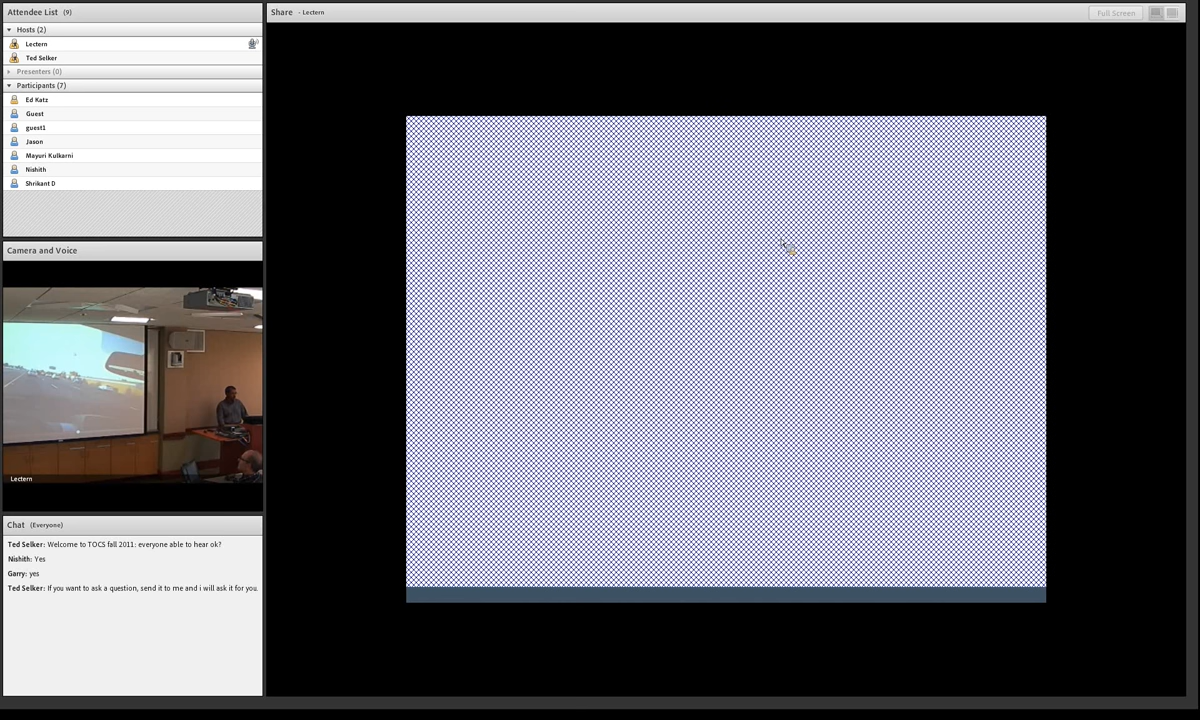 Attendee List (9)
Hosts (2)
Lectern
Ted Selker
Presenters (0)
Participants (7)
Ed Katz
Guest
guest1
Jason
Mayuri Kulkarni
Nishith
Shrikant D
Camera and Voice
Lectern
Chat (Everyone)
Ted Selker: Welcome to TOCS fall 2011: everyone able to hear ok?
Nishith: Yes
Garry: yes
Ted Selker: If you want to ask a question, send it to me and i will ask it for you.
Share - Lectern
Full Screen